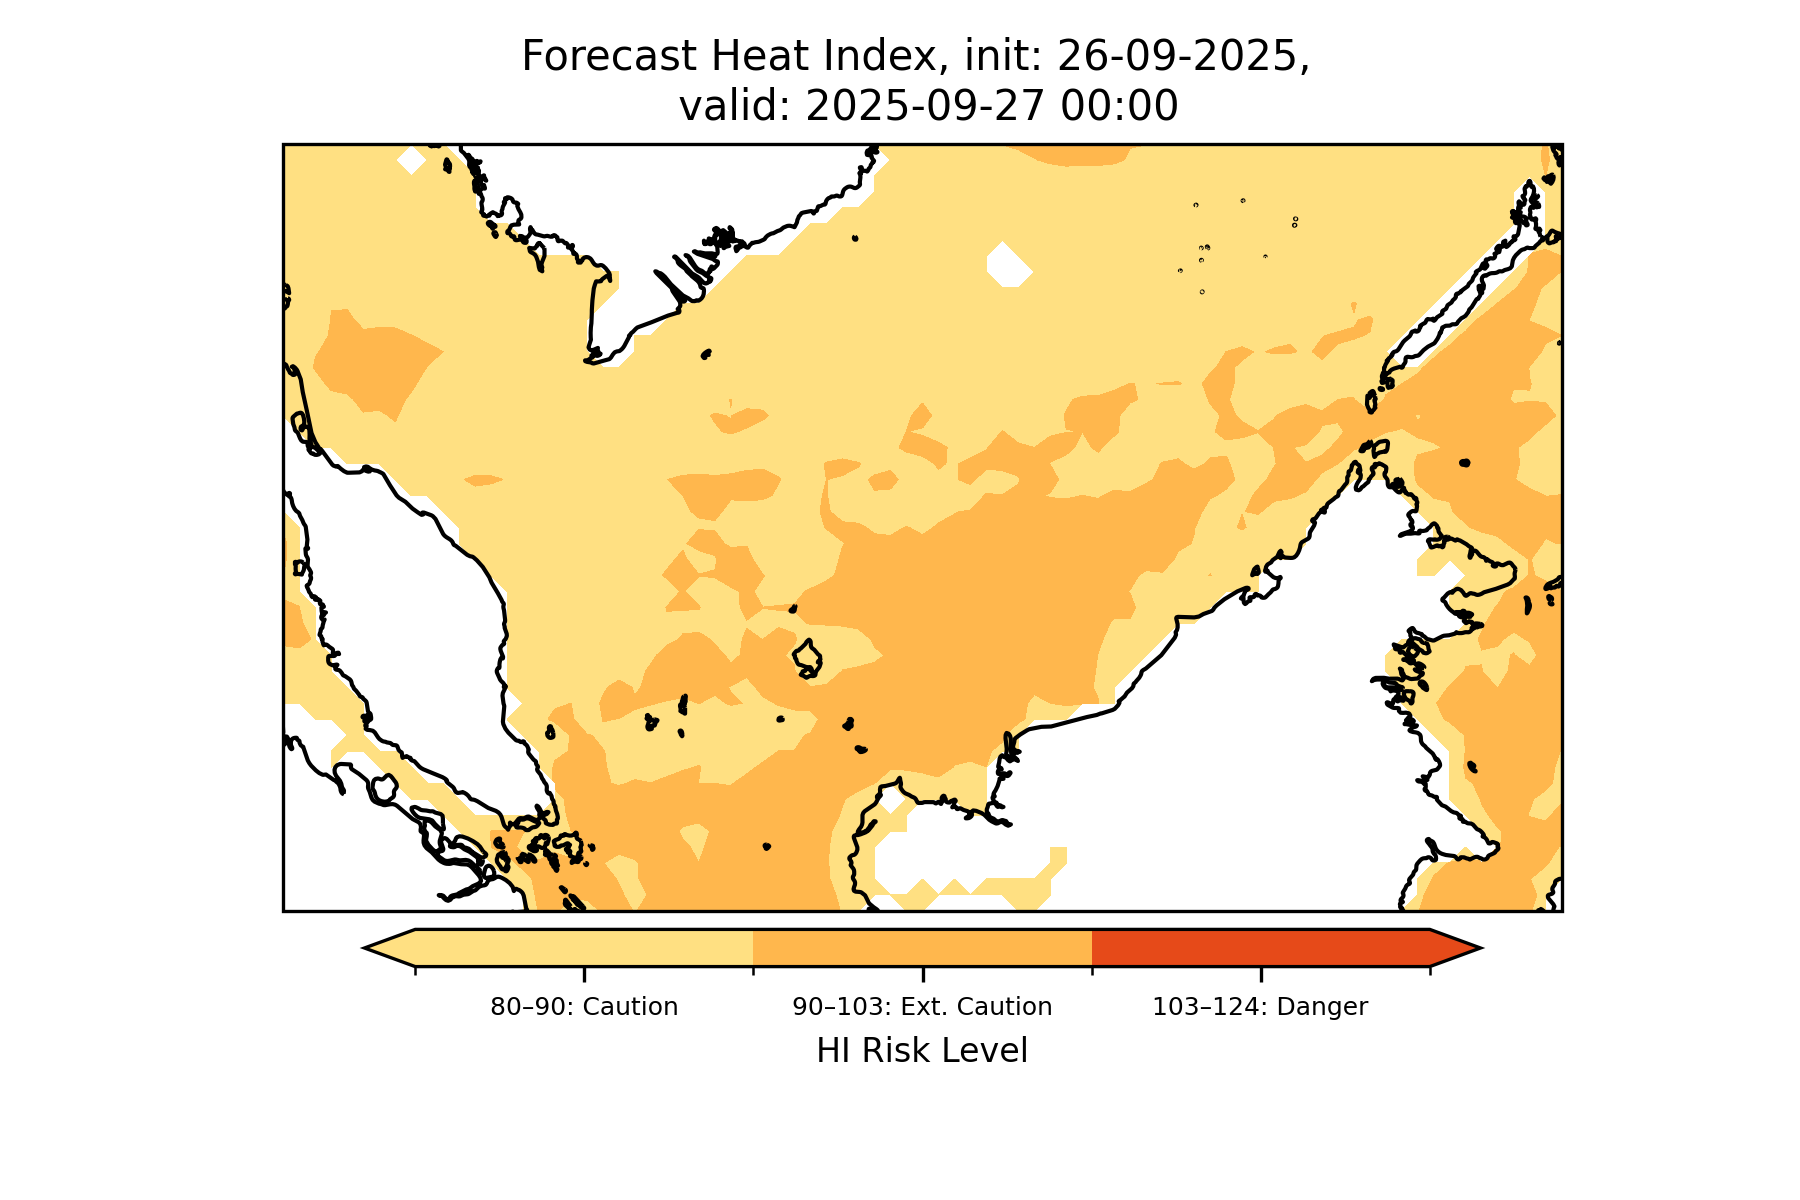 Forecast Heat Index, init: 26-09-2025,
valid: 2025-09-27 00:00
80–90: Caution
90–103: Ext. Caution
103–124: Danger
HI Risk Level